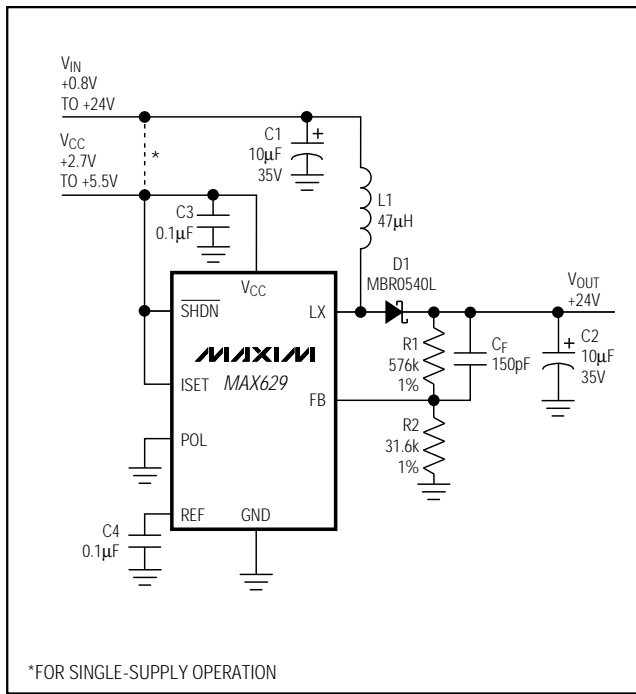 VIN
+0.8V
TO +24V
VCC
+2.7V
TO +5.5V
*
C1
10µF
35V
+
L1
47µH
C3
0.1µF
D1
MBR0540L
VCC
SHDN
LX
VOUT
+24V
MAXIM
MAX629
R1
576k
1%
CF
150pF
+
C2
10µF
35V
ISET
FB
POL
R2
31.6k
1%
REF
GND
C4
0.1µF
*FOR SINGLE-SUPPLY OPERATION